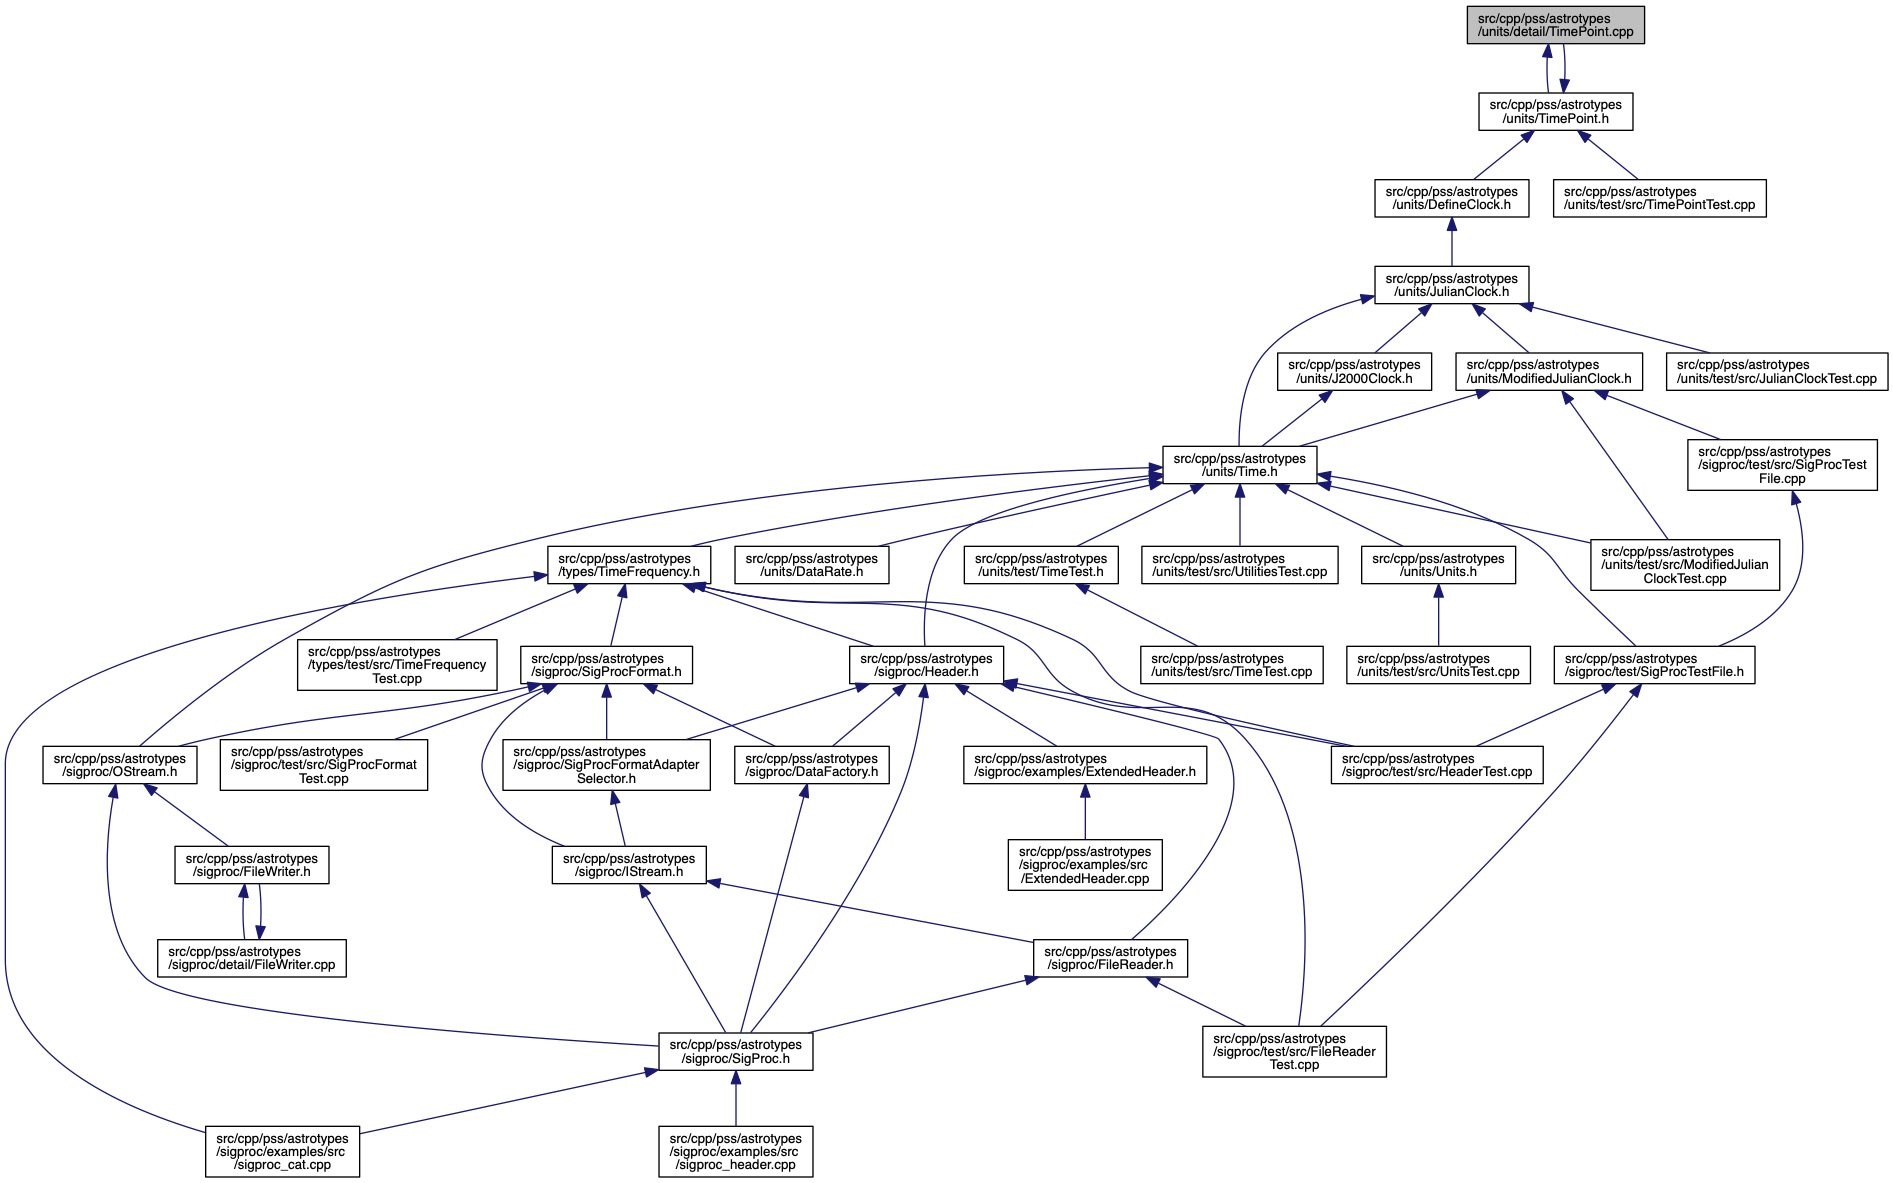 src/cpp/pss/astrotypes
/units/detail/TimePoint.cpp
src/cpp/pss/astrotypes
/units/TimePoint.h
src/cpp/pss/astrotypes
/units/DefineClock.h
src/cpp/pss/astrotypes
/units/test/src/TimePointTest.cpp
src/cpp/pss/astrotypes
/units/JulianClock.h
src/cpp/pss/astrotypes
/units/J2000Clock.h
src/cpp/pss/astrotypes
/units/ModifiedJulianClock.h
src/cpp/pss/astrotypes
/units/test/src/JulianClockTest.cpp
src/cpp/pss/astrotypes
/units/Time.h
src/cpp/pss/astrotypes
/sigproc/test/src/SigProcTest
File.cpp
src/cpp/pss/astrotypes
/types/TimeFrequency.h
src/cpp/pss/astrotypes
/units/DataRate.h
src/cpp/pss/astrotypes
/units/test/TimeTest.h
src/cpp/pss/astrotypes
/units/test/src/UtilitiesTest.cpp
src/cpp/pss/astrotypes
/units/Units.h
src/cpp/pss/astrotypes
/units/test/src/ModifiedJulian
ClockTest.cpp
src/cpp/pss/astrotypes
/types/test/src/TimeFrequency
Test.cpp
src/cpp/pss/astrotypes
/sigproc/SigProcFormat.h
src/cpp/pss/astrotypes
/sigproc/Header.h
src/cpp/pss/astrotypes
/units/test/src/TimeTest.cpp
src/cpp/pss/astrotypes
/units/test/src/UnitsTest.cpp
src/cpp/pss/astrotypes
/sigproc/test/SigProcTestFile.h
src/cpp/pss/astrotypes
/sigproc/OStream.h
src/cpp/pss/astrotypes
/sigproc/test/src/SigProcFormat
Test.cpp
src/cpp/pss/astrotypes
/sigproc/SigProcFormatAdapter
Selector.h
src/cpp/pss/astrotypes
/sigproc/DataFactory.h
src/cpp/pss/astrotypes
/sigproc/examples/ExtendedHeader.h
src/cpp/pss/astrotypes
/sigproc/test/src/HeaderTest.cpp
src/cpp/pss/astrotypes
/sigproc/FileWriter.h
src/cpp/pss/astrotypes
/sigproc/IStream.h
src/cpp/pss/astrotypes
/sigproc/examples/src
/ExtendedHeader.cpp
src/cpp/pss/astrotypes
/sigproc/detail/FileWriter.cpp
src/cpp/pss/astrotypes
/sigproc/FileReader.h
src/cpp/pss/astrotypes
/sigproc/SigProc.h
src/cpp/pss/astrotypes
/sigproc/test/src/FileReader
Test.cpp
src/cpp/pss/astrotypes
/sigproc/examples/src
/sigproc_cat.cpp
src/cpp/pss/astrotypes
/sigproc/examples/src
/sigproc_header.cpp